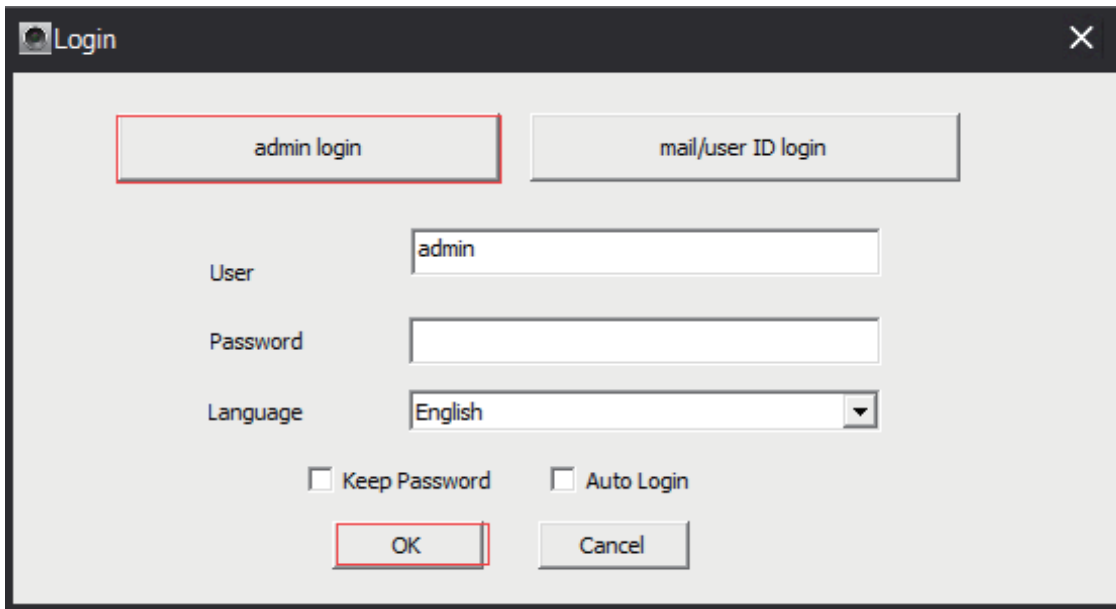 Login
admin login
mail/user ID login
User
admin
Password
Language
English
Keep Password
Auto Login
OK
Cancel